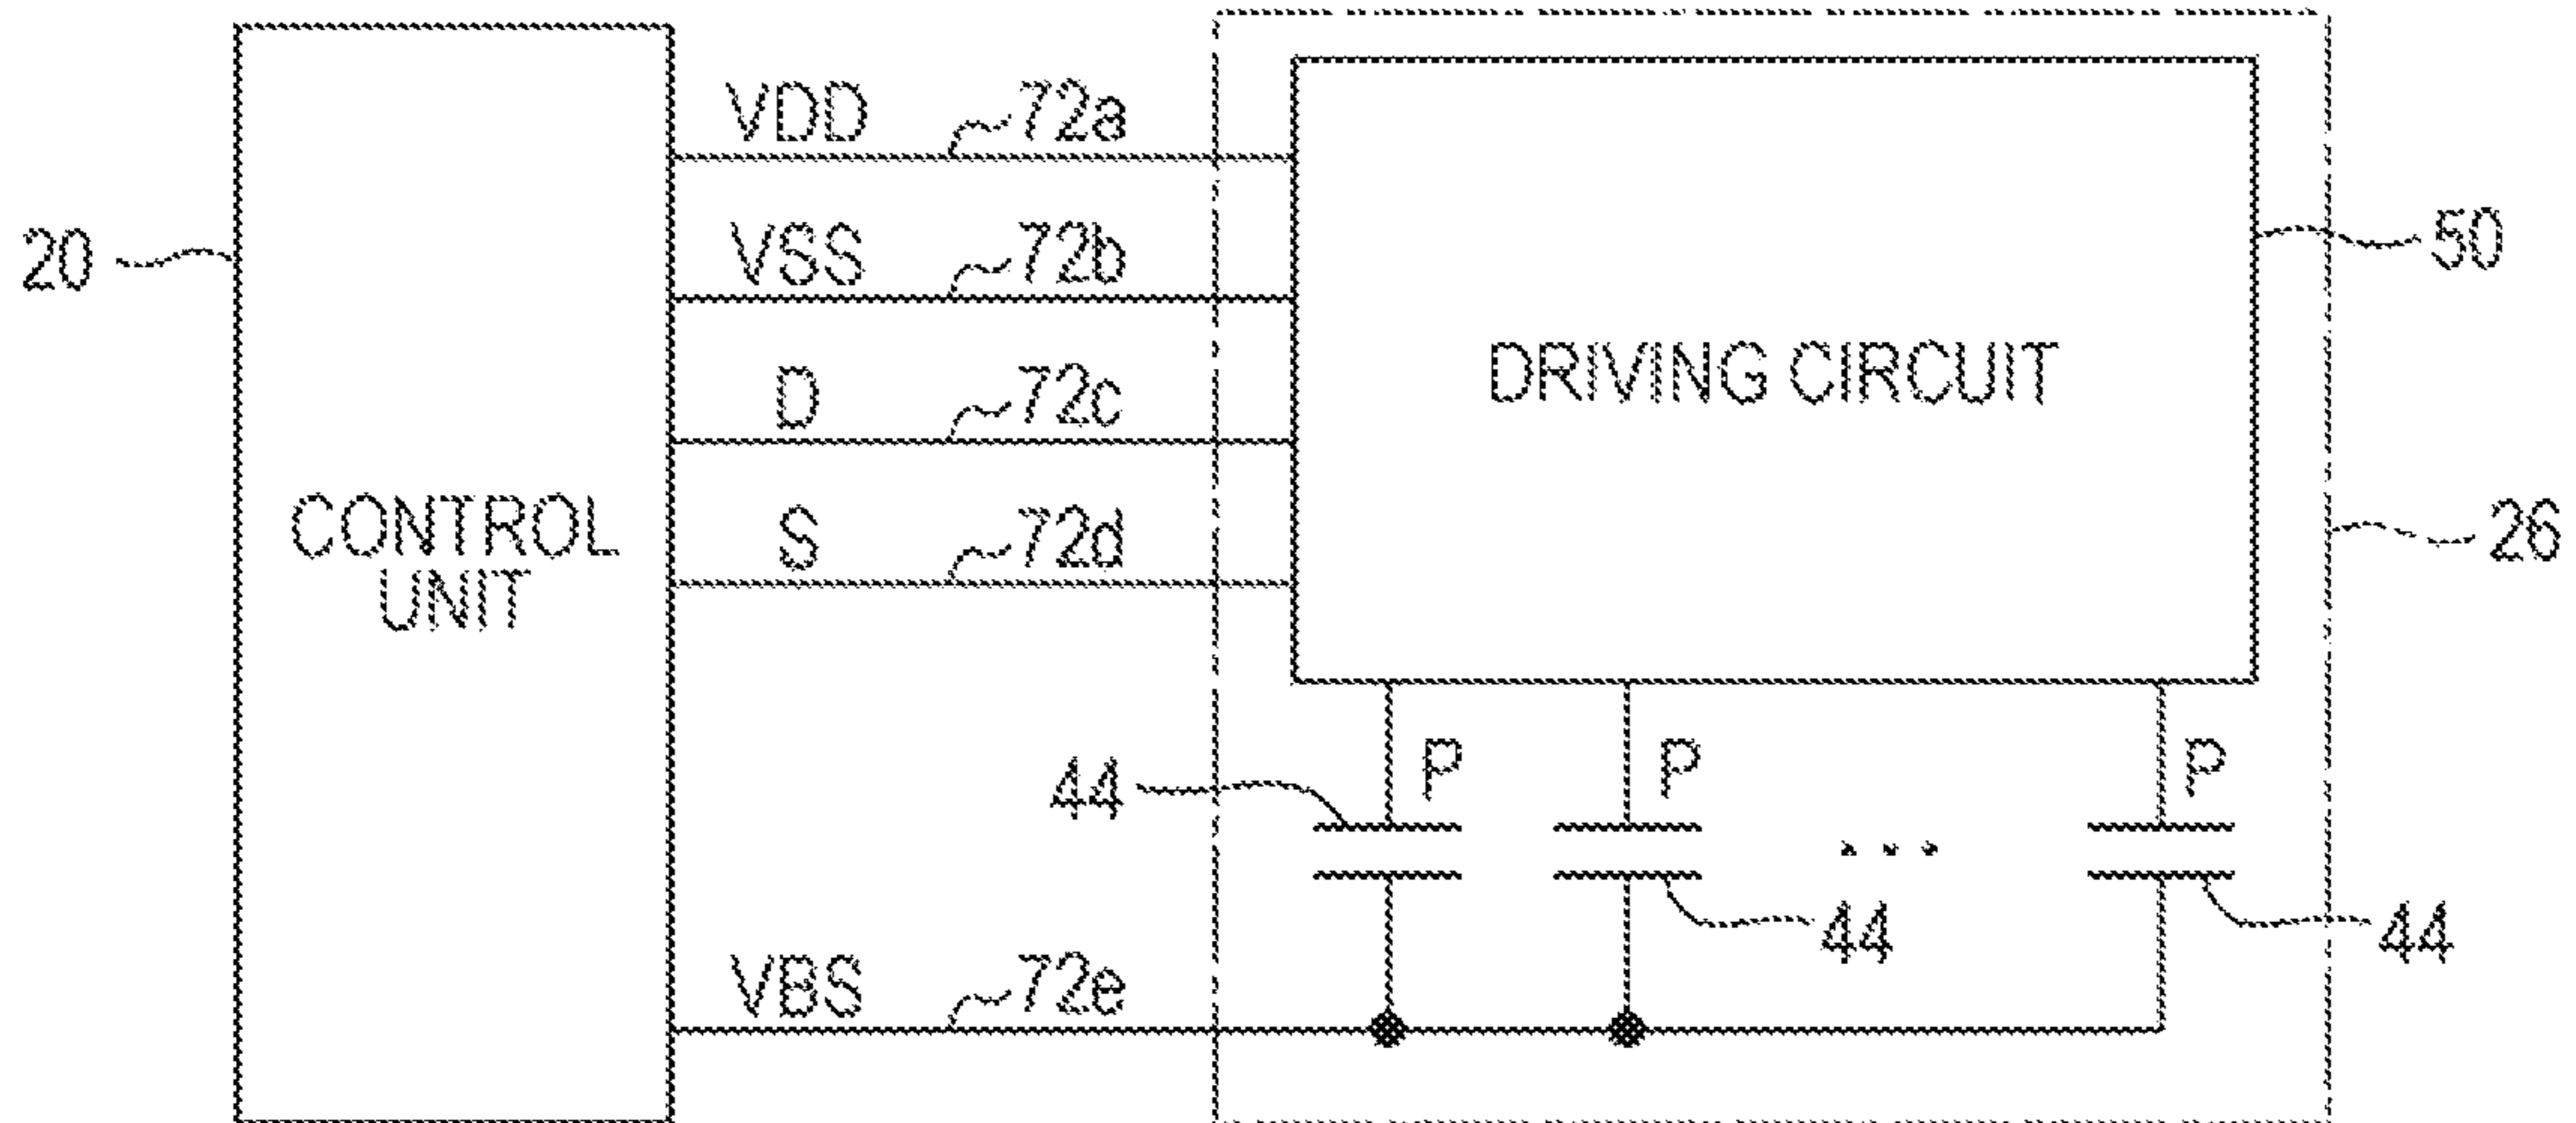 VDD 72a
20 VSS 72b 50
D 72c DRIVING CIRCUIT
S 72d 26
CONTROL
UNIT
44 P P P
44 44
VBS 72e